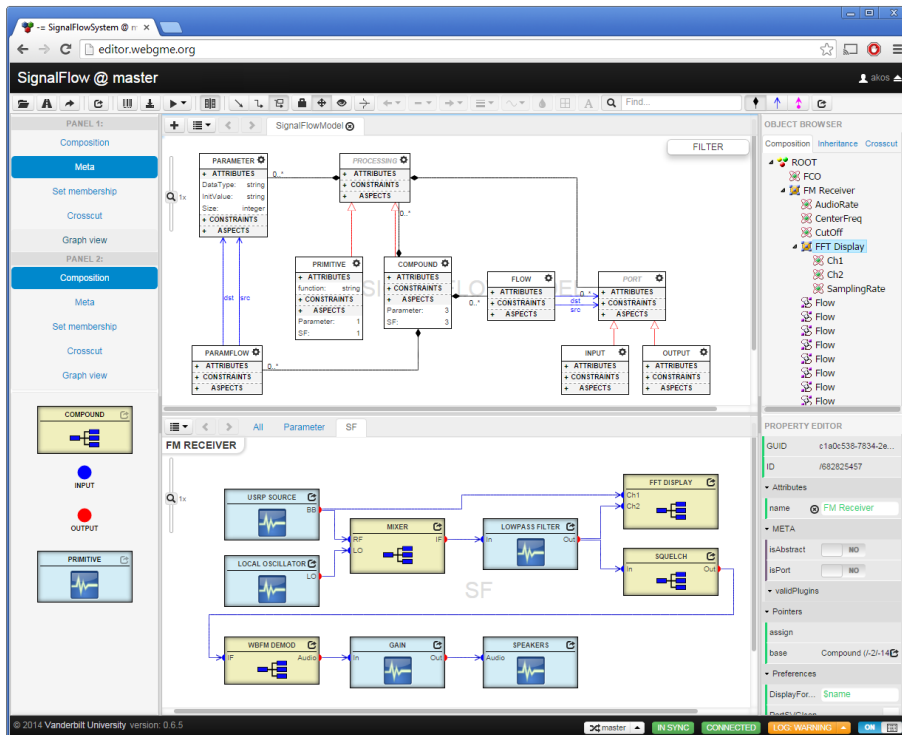 -= SignalFlowSystem @ m
editor.webgme.org
SignalFlow @ master
akos
Find...
PANEL 1:
Composition
Meta
Set membership
Crosscut
Graph view
PANEL 2:
Composition
Meta
Set membership
Crosscut
Graph view
COMPOUND
INPUT
OUTPUT
PRIMITIVE
SignalFlowModel
FILTER
1x
PARAMETER
+ ATTRIBUTES
DataType: string
InitValue: string
Size: integer
+ CONSTRAINTS
+ ASPECTS
0..*
PROCESSING
+ ATTRIBUTES
+ CONSTRAINTS
+ ASPECTS
0..*
PRIMITIVE
+ ATTRIBUTES
function: string
+ CONSTRAINTS
+ ASPECTS
Parameter: 1
SF: 1
COMPOUND
+ ATTRIBUTES
+ CONSTRAINTS
+ ASPECTS
Parameter: 3
SF: 3
FLOW
+ ATTRIBUTES
+ CONSTRAINTS
+ ASPECTS
0..*
0..*
dst
src
PORT
+ ATTRIBUTES
+ CONSTRAINTS
+ ASPECTS
dst
src
PARAMFLOW
+ ATTRIBUTES
+ CONSTRAINTS
+ ASPECTS
0..*
INPUT
+ ATTRIBUTES
+ CONSTRAINTS
+ ASPECTS
OUTPUT
+ ATTRIBUTES
+ CONSTRAINTS
+ ASPECTS
All
Parameter
SF
FM RECEIVER
1x
USRP SOURCE
BB
LOCAL OSCILLATOR
LO
MIXER
RF
LO
IF
LOWPASS FILTER
In
Out
FFT DISPLAY
Ch1
Ch2
SQUELCH
In
Out
SF
WBFM DEMOD
IF
Audio
GAIN
In
Out
SPEAKERS
Audio
OBJECT BROWSER
Composition Inheritance Crosscut
ROOT
FCO
FM Receiver
AudioRate
CenterFreq
CutOff
FFT Display
Ch1
Ch2
SamplingRate
Flow
Flow
Flow
Flow
Flow
Flow
Flow
Flow
PROPERTY EDITOR
GUID c1a0c538-7834-2e...
ID /682825457
Attributes
name FM Receiver
META
isAbstract NO
isPort NO
validPlugins
Pointers
assign
base Compound (/-2/-14
Preferences
DisplayFor... $name
© 2014 Vanderbilt University version: 0.6.5
master
IN SYNC
CONNECTED
LOG: WARNING
ON